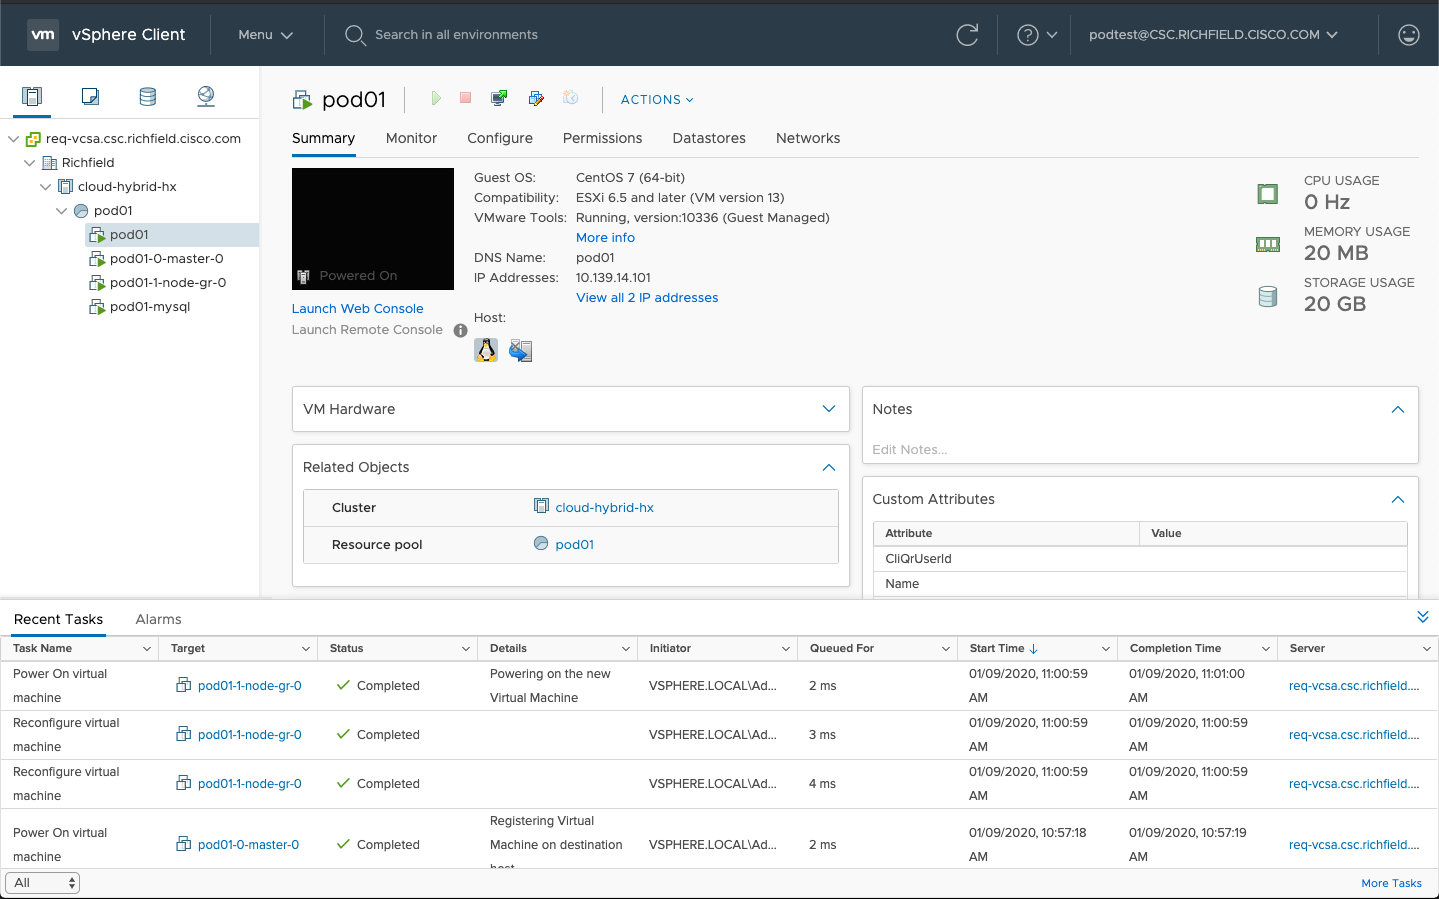 vm vSphere Client Menu Search in all environments podtest@CSC.RICHFIELD.CISCO.COM
req-vcsa.csc.richfield.cisco.com
Richfield
cloud-hybrid-hx
pod01
pod01
pod01-0-master-0
pod01-1-node-gr-0
pod01-mysql
pod01 ACTIONS
Summary Monitor Configure Permissions Datastores Networks
Powered On
Launch Web Console
Launch Remote Console
Guest OS: CentOS 7 (64-bit)
Compatibility: ESXi 6.5 and later (VM version 13)
VMware Tools: Running, version:10336 (Guest Managed)
More info
DNS Name: pod01
IP Addresses: 10.139.14.101
View all 2 IP addresses
Host:
CPU USAGE
0 Hz
MEMORY USAGE
20 MB
STORAGE USAGE
20 GB
VM Hardware
Related Objects
Cluster cloud-hybrid-hx
Resource pool pod01
Notes
Edit Notes...
Custom Attributes
Attribute Value
CliQrUserId
Name
Recent Tasks Alarms
Task Name Target Status Details Initiator Queued For Start Time Completion Time Server
Power On virtual machine pod01-1-node-gr-0 Completed Powering on the new Virtual Machine VSPHERE.LOCAL\Ad... 2 ms 01/09/2020, 11:00:59 AM 01/09/2020, 11:01:00 AM req-vcsa.csc.richfield....
Reconfigure virtual machine pod01-1-node-gr-0 Completed VSPHERE.LOCAL\Ad... 3 ms 01/09/2020, 11:00:59 AM 01/09/2020, 11:00:59 AM req-vcsa.csc.richfield....
Reconfigure virtual machine pod01-1-node-gr-0 Completed VSPHERE.LOCAL\Ad... 4 ms 01/09/2020, 11:00:59 AM 01/09/2020, 11:00:59 AM req-vcsa.csc.richfield....
Power On virtual machine pod01-0-master-0 Completed Registering Virtual Machine on destination host VSPHERE.LOCAL\Ad... 2 ms 01/09/2020, 10:57:18 AM 01/09/2020, 10:57:19 AM req-vcsa.csc.richfield....
All More Tasks